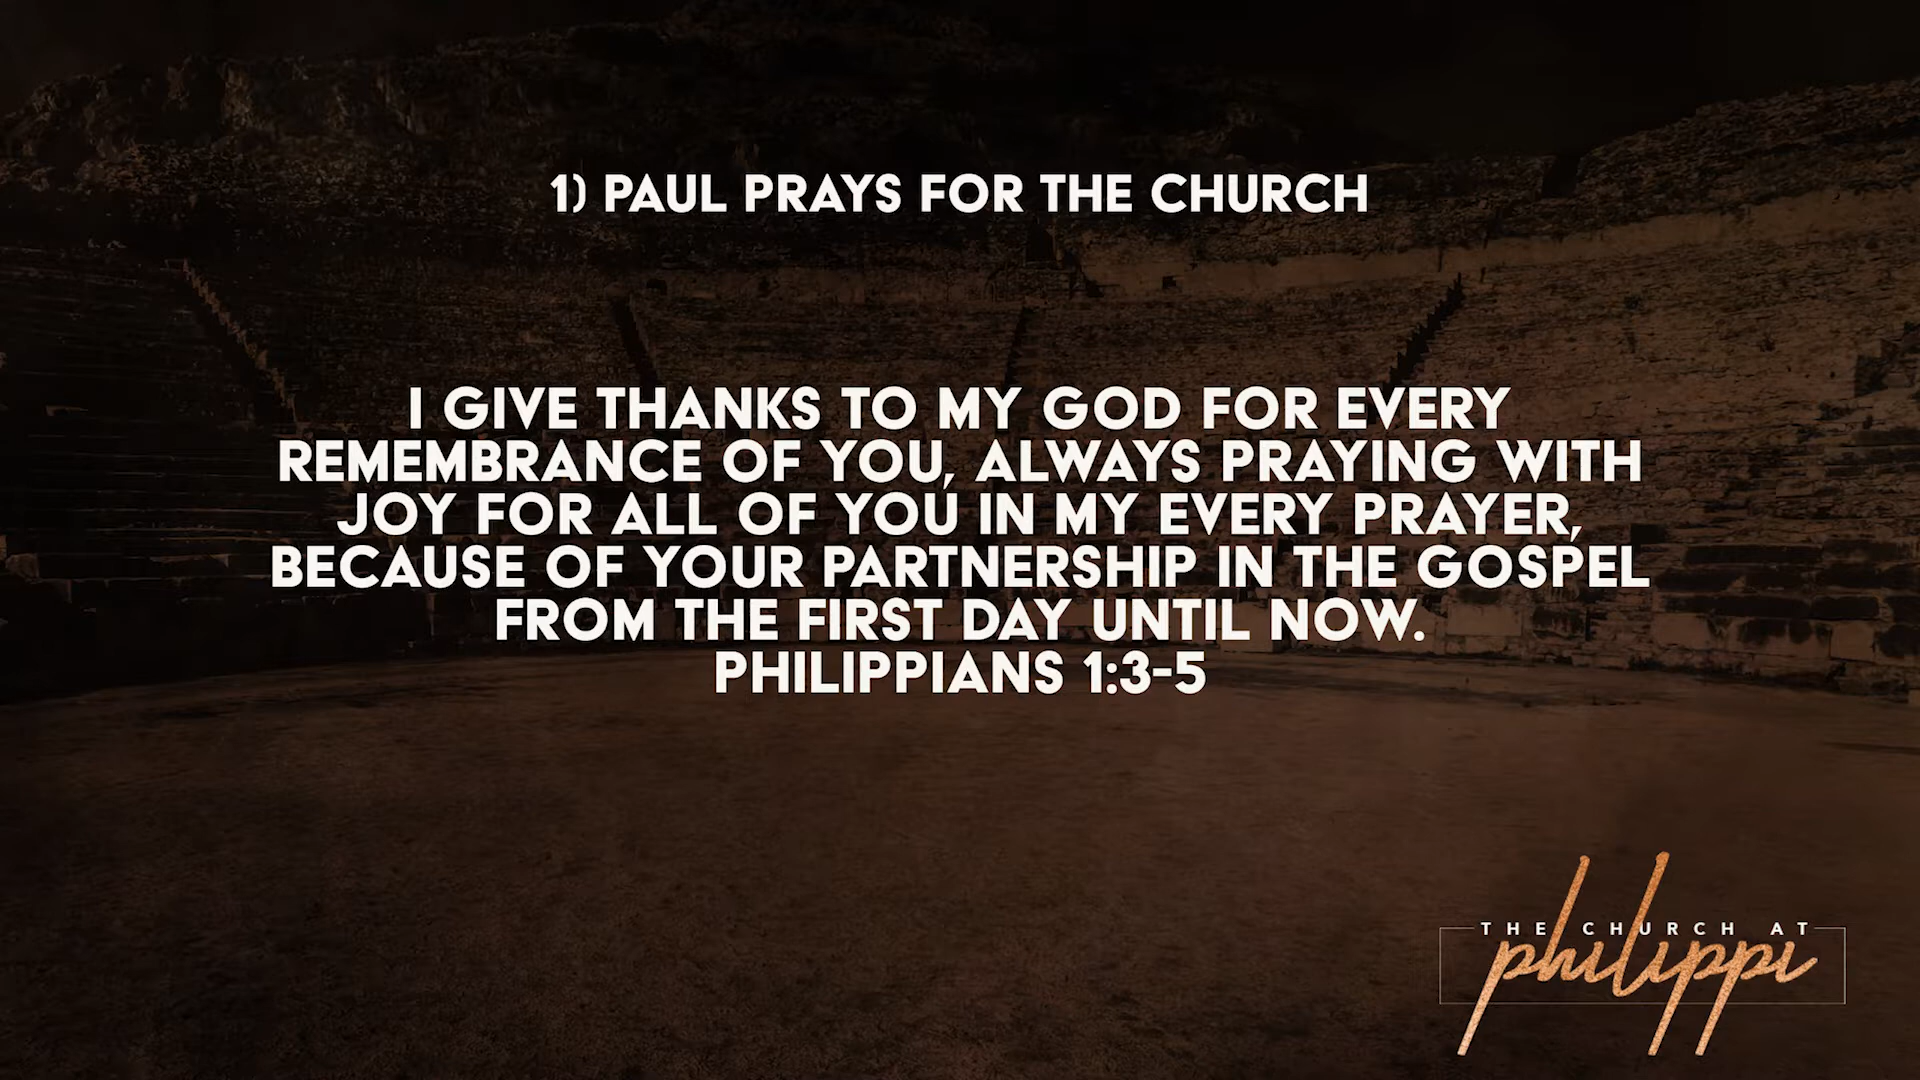 1) PAUL PRAYS FOR THE CHURCH
I GIVE THANKS TO MY GOD FOR EVERY
REMEMBRANCE OF YOU, ALWAYS PRAYING WITH
JOY FOR ALL OF YOU IN MY EVERY PRAYER,
BECAUSE OF YOUR PARTNERSHIP IN THE GOSPEL
FROM THE FIRST DAY UNTIL NOW.
PHILIPPIANS 1:3-5
THE CHURCH AT
philippi